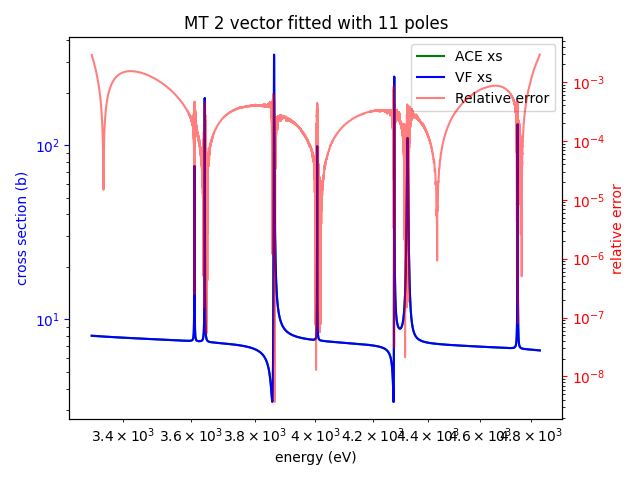 MT 2 vector fitted with 11 poles
ACE xs
VF xs
Relative error
cross section (b)
10²
10¹
relative error
10⁻³
10⁻⁴
10⁻⁵
10⁻⁶
10⁻⁷
10⁻⁸
3.4 × 10³ 3.6 × 10³ 3.8 × 10³ 4 × 10³ 4.2 × 10³ 4.4 × 10³ 4.6 × 10³ 4.8 × 10³
energy (eV)